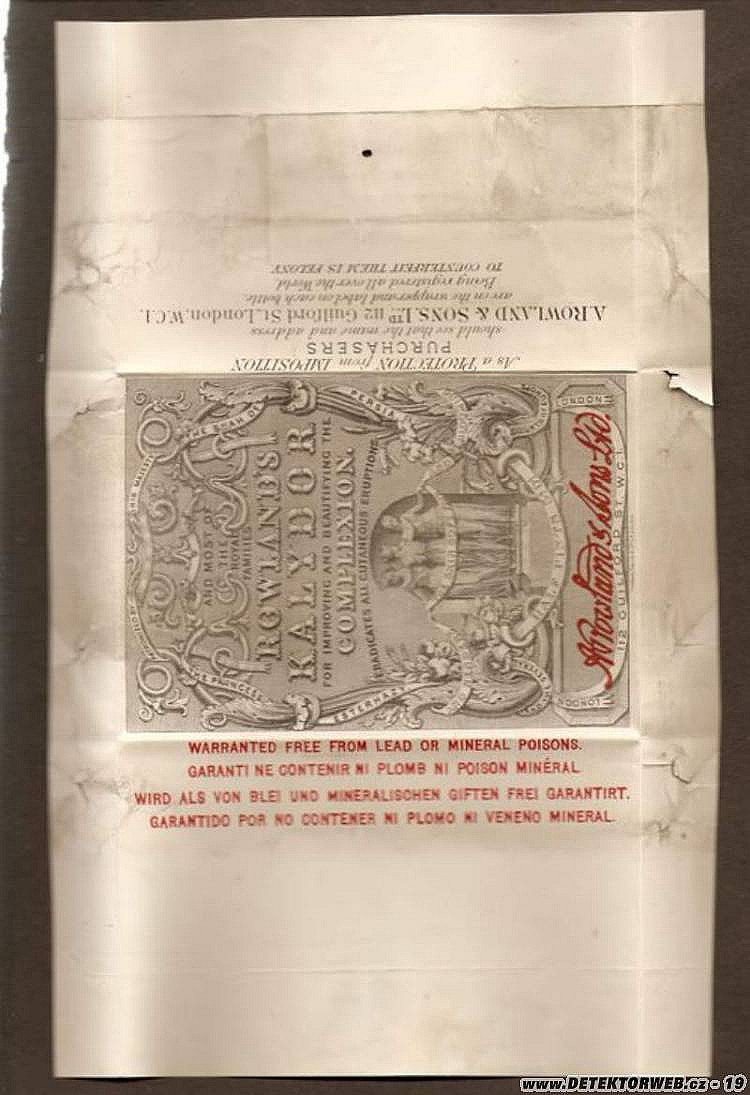 As a PROTECTION from IMPOSITION
PURCHASERS
should see that the name and address
A. ROWLAND & SONS, LTD 112 Guilford St, London, W.C.1.
are on the wrapper and label on each bottle.
Being registered all over the World.
TO COUNTERFEIT THEM IS FELONY.
THE SHAH OF PERSIA
AND MOST OF
THE
ROYAL
FAMILIES
ROWLAND'S
KALYDOR
FOR IMPROVING AND BEAUTIFYING THE
COMPLEXION.
ERADICATES ALL CUTANEOUS ERUPTIONS
ESTERHAZY
LONDON
A Rowland & Sons Ltd.
112 GUILFORD ST. W.C.1.
LONDON
WARRANTED FREE FROM LEAD OR MINERAL POISONS.
GARANTI NE CONTENIR NI PLOMB NI POISON MINÉRAL
WIRD ALS VON BLEI UND MINERALISCHEN GIFTEN FREI GARANTIRT.
GARANTIDO POR NO CONTENER NI PLOMO NI VENENO MINERAL.
www.DETEKTORWEB.cz - 19